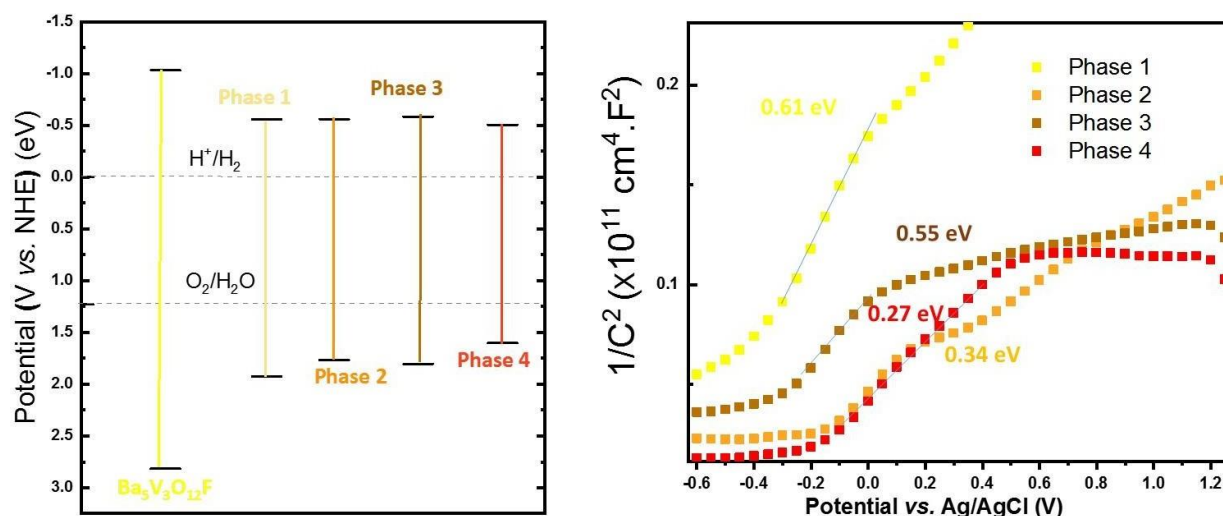 Potential (V vs. NHE) (eV)
-1.5
-1.0
-0.5
0.0
0.5
1.0
1.5
2.0
2.5
3.0
H⁺/H₂
O₂/H₂O
Phase 1
Phase 3
Phase 2
Phase 4
Ba₅V₃O₁₂F
1/C² (x10¹¹ cm⁴.F²)
0.2
0.1
0.61 eV
0.55 eV
0.27 eV
0.34 eV
Phase 1
Phase 2
Phase 3
Phase 4
-0.6 -0.4 -0.2 0.0 0.2 0.4 0.6 0.8 1.0 1.2
Potential vs. Ag/AgCl (V)